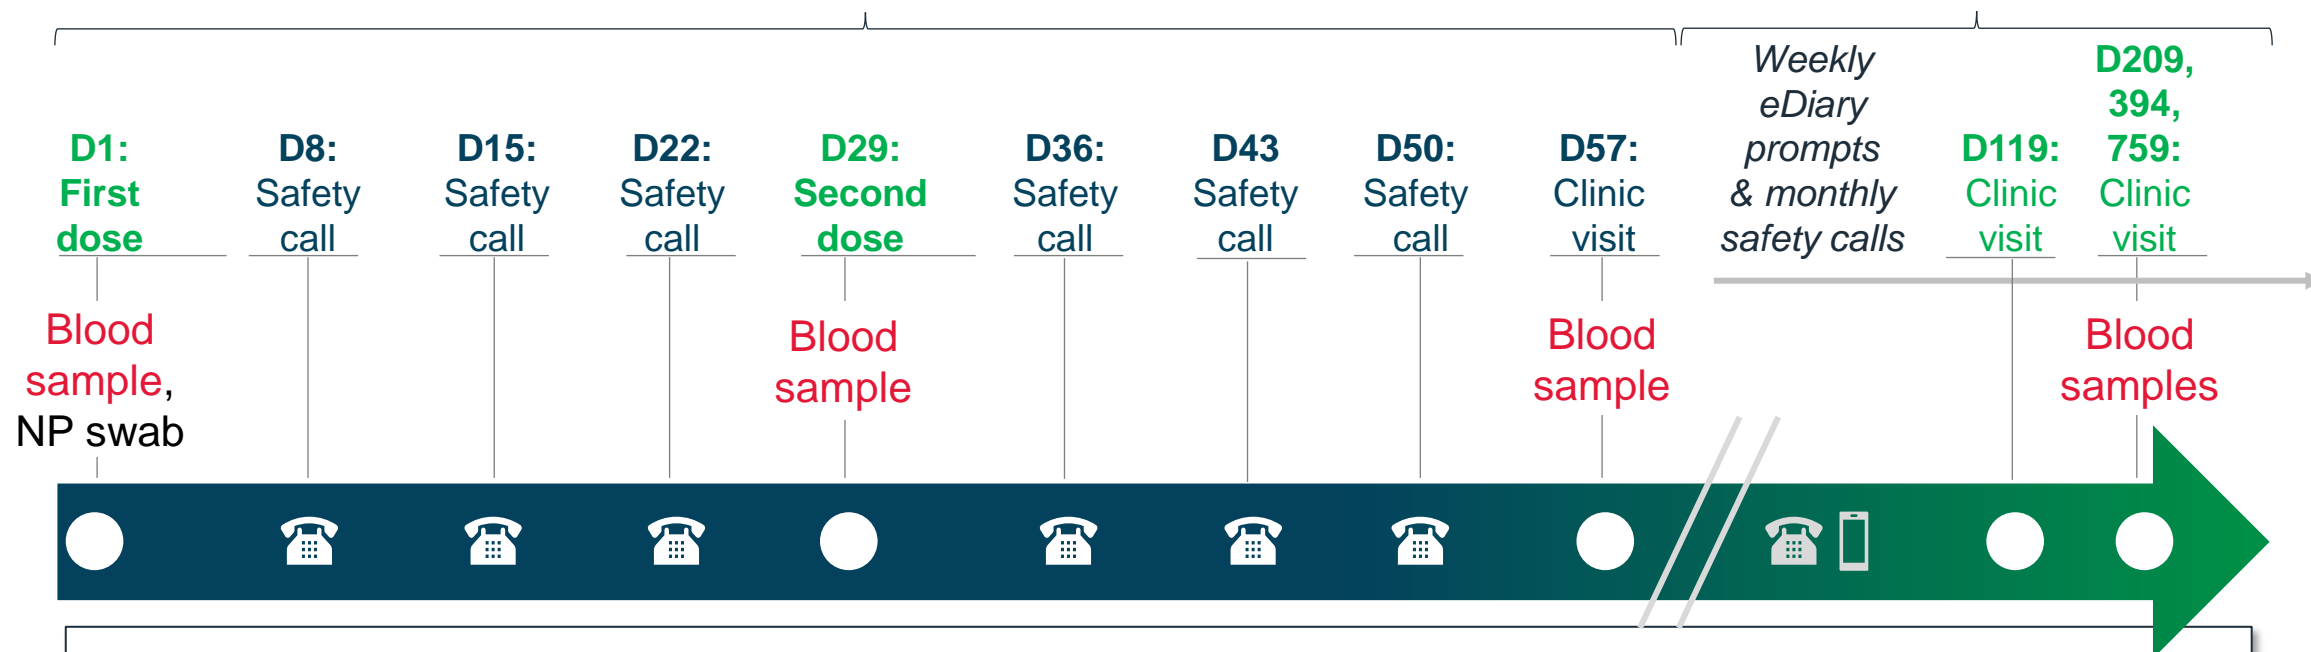 D1:
First
dose
D8:
Safety
call
D15:
Safety
call
D22:
Safety
call
D29:
Second
dose
D36:
Safety
call
D43
Safety
call
D50:
Safety
call
D57:
Clinic
visit
Weekly
eDiary
prompts
& monthly
safety calls
D119:
Clinic
visit
D209,
394,
759:
Clinic
visit
Blood
sample,
NP swab
Blood
sample
Blood
sample
Blood
samples